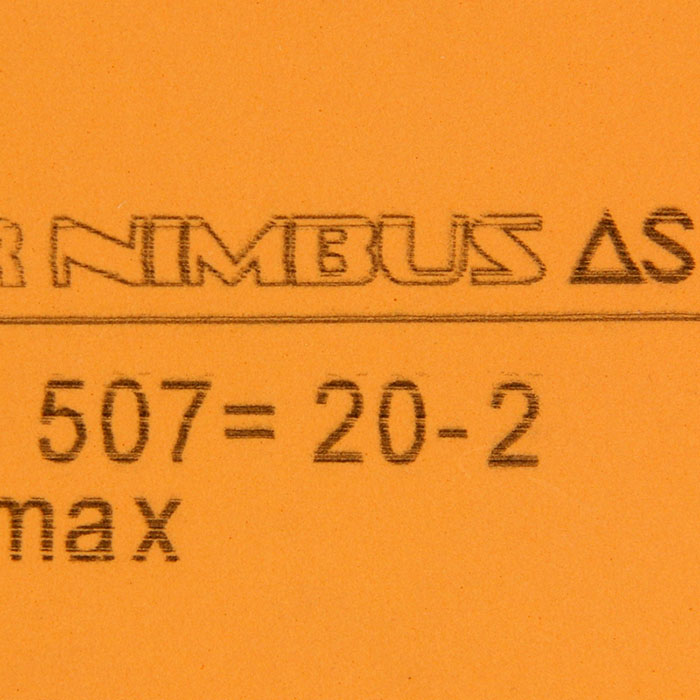 R NIMBUS ΔS
507= 20-2
max